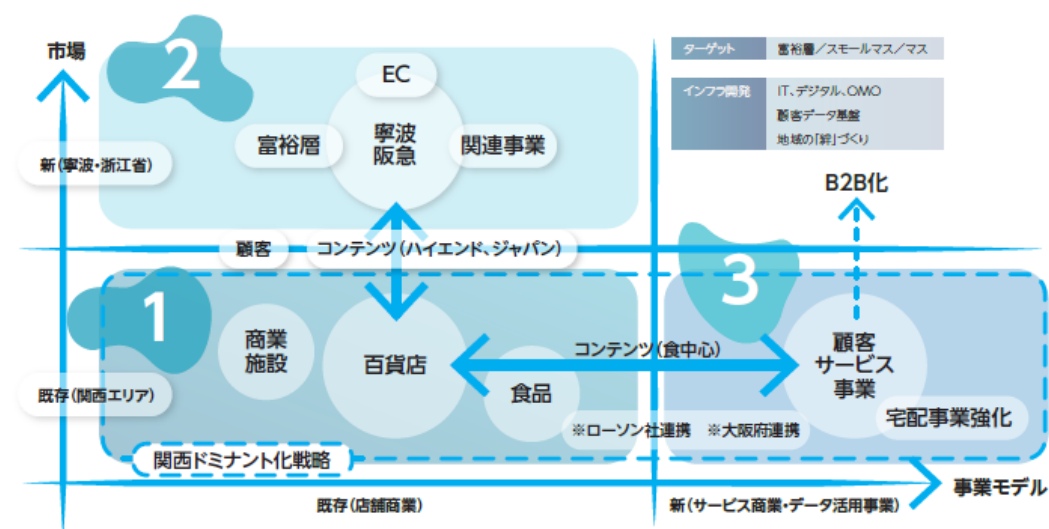 市場
2
EC
寧波
阪急
富裕層
関連事業
新(寧波・浙江省)
ターゲット 富裕層／スモールマス／マス
インフラ開発 IT、デジタル、OMO
顧客データ基盤
地域の「絆」づくり
B2B化
顧客
コンテンツ(ハイエンド、ジャパン)
1
商業
施設
百貨店
食品
コンテンツ(食中心)
3
顧客
サービス
事業
宅配事業強化
既存(関西エリア)
※ローソン社連携 ※大阪府連携
関西ドミナント化戦略
既存(店舗商業)
新(サービス商業・データ活用事業)
事業モデル